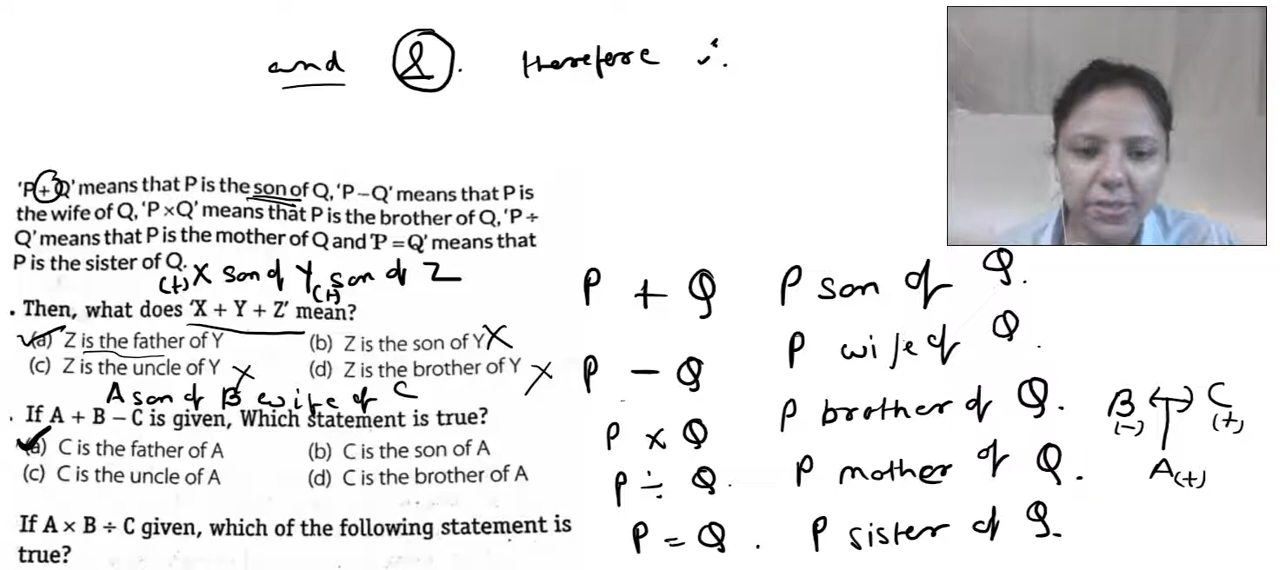 and &. therefore ∴
'P+Q' means that P is the son of Q, 'P–Q' means that P is
the wife of Q, 'P×Q' means that P is the brother of Q, 'P÷
Q' means that P is the mother of Q and 'P=Q' means that
P is the sister of Q.
(+) X son of Y(+) son of Z
. Then, what does 'X + Y + Z' mean?
(a) Z is the father of Y (b) Z is the son of Y X
(c) Z is the uncle of Y X (d) Z is the brother of Y X
A son of B wife of C
. If A + B – C is given, Which statement is true?
(a) C is the father of A (b) C is the son of A
(c) C is the uncle of A (d) C is the brother of A
If A × B ÷ C given, which of the following statement is
true?
P + Q P son of Q.
P – Q P wife of Q.
P × Q P brother of Q.
P ÷ Q. P mother of Q.
P = Q. P sister of Q.
B ↔ C
(–) (+)
A(+)